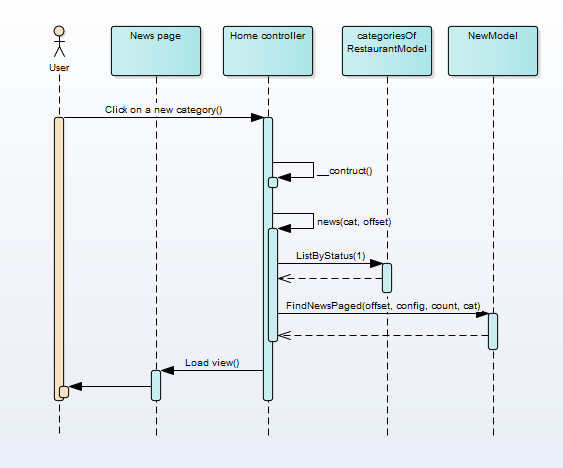 User
News page
Home controller
categoriesOf
RestaurantModel
NewModel
Click on a new category()
__contruct()
news(cat, offset)
ListByStatus(1)
FindNewsPaged(offset, config, count, cat)
Load view()